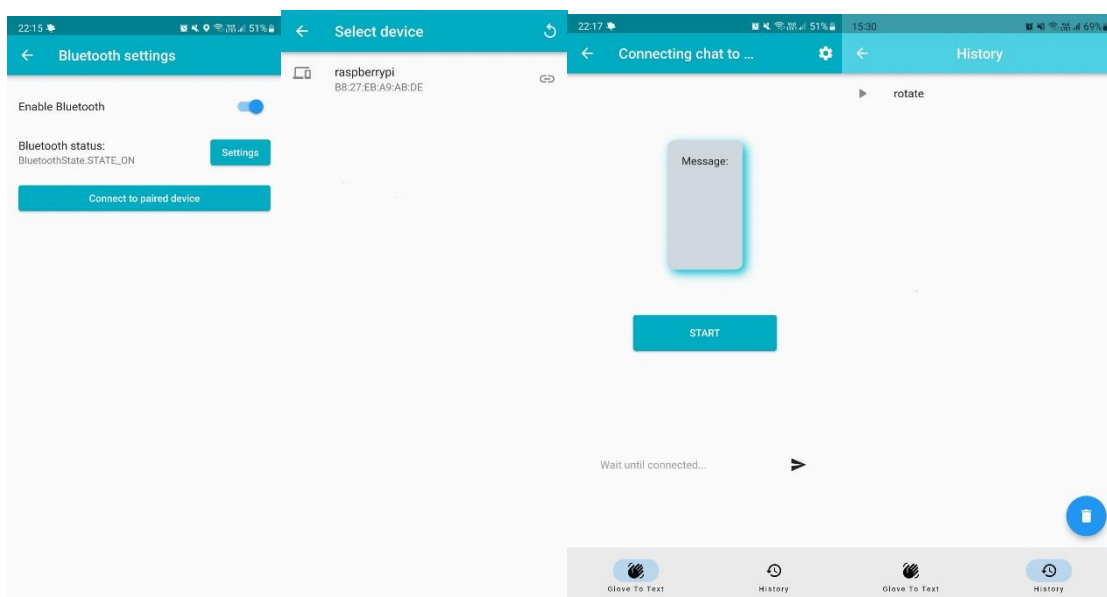 22:15
51%
Bluetooth settings
Enable Bluetooth
Bluetooth status:
BluetoothState.STATE_ON
Settings
Connect to paired device
Select device
raspberrypi
B8:27:EB:A9:AB:DE
22:17
51%
Connecting chat to ...
Message:
START
Wait until connected...
Glove To Text
History
15:30
69%
History
rotate
Glove To Text
History